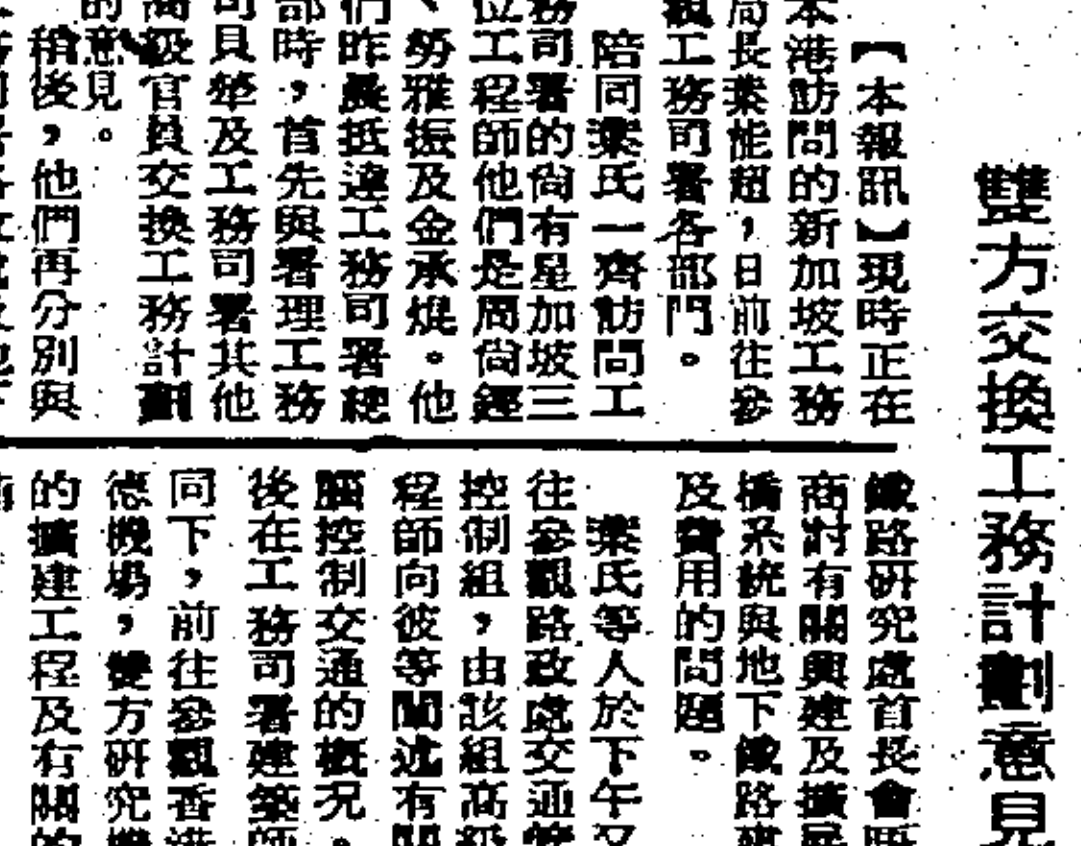 雙方交換工務計劃意見
【本報訊】現時正在
本港訪問的新加坡工務
局長葉能超，日前往參
觀工務司署各部門。
陪同葉氏一齊訪問工
務司署的尚有星加坡三
位工程師他們是周尚經
、勞雅振及金承焜。他
們昨晨抵達工務司署總
部時，首先與署理工務
司貝犖及工務司署其他
高級官員交換工務計劃
的意見。
稍後，他們再分別與
鐵路研究處首長會晤
商討有關興建及擴展
橋系統與地下鐵路建
及費用的問題。
葉氏等人於下午又
往參觀路政處交通管
控制組，由該組高級
程師向彼等闡述有關
腦控制交通的概況。
後在工務司署建築師
同下，前往參觀香港
德機場，雙方研究機
的擴建工程及有關的